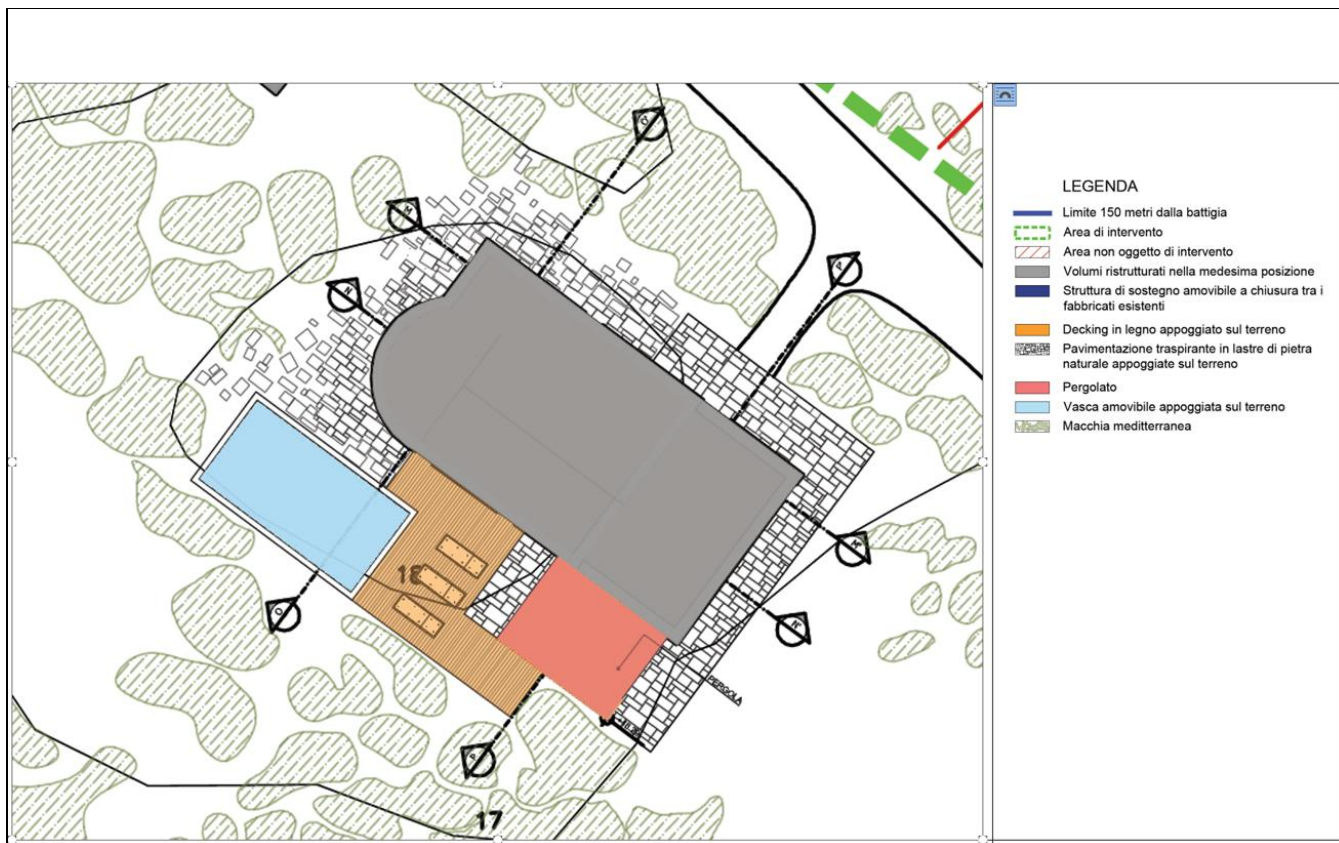 LEGENDA
Limite 150 metri dalla battigia
Area di intervento
Area non oggetto di intervento
Volumi ristrutturati nella medesima posizione
Struttura di sostegno amovibile a chiusura tra i
fabbricati esistenti
Decking in legno appoggiato sul terreno
Pavimentazione traspirante in lastre di pietra
naturale appoggiate sul terreno
Pergolato
Vasca amovibile appoggiata sul terreno
Macchia mediterranea
18
PERGOLA
17